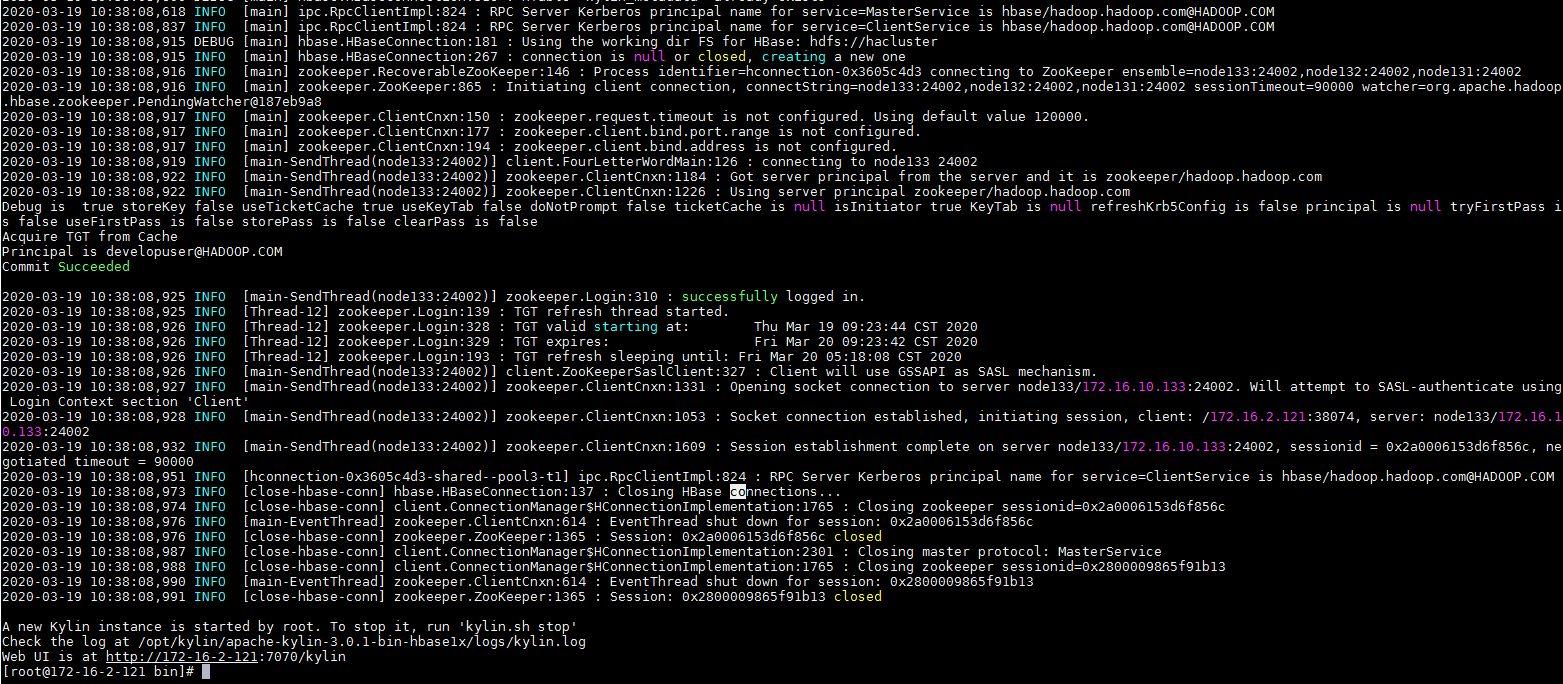 2020-03-19 10:38:08,618 INFO  [main] ipc.RpcClientImpl:824 : RPC Server Kerberos principal name for service=MasterService is hbase/hadoop.hadoop.com@HADOOP.COM
2020-03-19 10:38:08,837 INFO  [main] ipc.RpcClientImpl:824 : RPC Server Kerberos principal name for service=ClientService is hbase/hadoop.hadoop.com@HADOOP.COM
2020-03-19 10:38:08,915 DEBUG [main] hbase.HBaseConnection:181 : Using the working dir FS for HBase: hdfs://hacluster
2020-03-19 10:38:08,915 INFO  [main] hbase.HBaseConnection:267 : connection is null or closed, creating a new one
2020-03-19 10:38:08,916 INFO  [main] zookeeper.RecoverableZooKeeper:146 : Process identifier=hconnection-0x3605c4d3 connecting to ZooKeeper ensemble=node133:24002,node132:24002,node131:24002
2020-03-19 10:38:08,916 INFO  [main] zookeeper.ZooKeeper:865 : Initiating client connection, connectString=node133:24002,node132:24002,node131:24002 sessionTimeout=90000 watcher=org.apache.hadoop
.hbase.zookeeper.PendingWatcher@187eb9a8
2020-03-19 10:38:08,917 INFO  [main] zookeeper.ClientCnxn:150 : zookeeper.request.timeout is not configured. Using default value 120000.
2020-03-19 10:38:08,917 INFO  [main] zookeeper.ClientCnxn:177 : zookeeper.client.bind.port.range is not configured.
2020-03-19 10:38:08,917 INFO  [main] zookeeper.ClientCnxn:194 : zookeeper.client.bind.address is not configured.
2020-03-19 10:38:08,919 INFO  [main-SendThread(node133:24002)] client.FourLetterWordMain:126 : connecting to node133 24002
2020-03-19 10:38:08,922 INFO  [main-SendThread(node133:24002)] zookeeper.ClientCnxn:1184 : Got server principal from the server and it is zookeeper/hadoop.hadoop.com
2020-03-19 10:38:08,922 INFO  [main-SendThread(node133:24002)] zookeeper.ClientCnxn:1226 : Using server principal zookeeper/hadoop.hadoop.com
Debug is  true storeKey false useTicketCache true useKeyTab false doNotPrompt false ticketCache is null isInitiator true KeyTab is null refreshKrb5Config is false principal is null tryFirstPass i
s false useFirstPass is false storePass is false clearPass is false
Acquire TGT from Cache
Principal is developuser@HADOOP.COM
Commit Succeeded
2020-03-19 10:38:08,925 INFO  [main-SendThread(node133:24002)] zookeeper.Login:310 : successfully logged in.
2020-03-19 10:38:08,925 INFO  [Thread-12] zookeeper.Login:139 : TGT refresh thread started.
2020-03-19 10:38:08,926 INFO  [Thread-12] zookeeper.Login:328 : TGT valid starting at:        Thu Mar 19 09:23:44 CST 2020
2020-03-19 10:38:08,926 INFO  [Thread-12] zookeeper.Login:329 : TGT expires:                  Fri Mar 20 09:23:42 CST 2020
2020-03-19 10:38:08,926 INFO  [Thread-12] zookeeper.Login:193 : TGT refresh sleeping until: Fri Mar 20 05:18:08 CST 2020
2020-03-19 10:38:08,926 INFO  [main-SendThread(node133:24002)] client.ZooKeeperSaslClient:327 : Client will use GSSAPI as SASL mechanism.
2020-03-19 10:38:08,927 INFO  [main-SendThread(node133:24002)] zookeeper.ClientCnxn:1331 : Opening socket connection to server node133/172.16.10.133:24002. Will attempt to SASL-authenticate using
 Login Context section 'Client'
2020-03-19 10:38:08,928 INFO  [main-SendThread(node133:24002)] zookeeper.ClientCnxn:1053 : Socket connection established, initiating session, client: /172.16.2.121:38074, server: node133/172.16.1
0.133:24002
2020-03-19 10:38:08,932 INFO  [main-SendThread(node133:24002)] zookeeper.ClientCnxn:1609 : Session establishment complete on server node133/172.16.10.133:24002, sessionid = 0x2a0006153d6f856c, ne
gotiated timeout = 90000
2020-03-19 10:38:08,951 INFO  [hconnection-0x3605c4d3-shared--pool3-t1] ipc.RpcClientImpl:824 : RPC Server Kerberos principal name for service=ClientService is hbase/hadoop.hadoop.com@HADOOP.COM
2020-03-19 10:38:08,973 INFO  [close-hbase-conn] hbase.HBaseConnection:137 : Closing HBase connections...
2020-03-19 10:38:08,974 INFO  [close-hbase-conn] client.ConnectionManager$HConnectionImplementation:1765 : Closing zookeeper sessionid=0x2a0006153d6f856c
2020-03-19 10:38:08,976 INFO  [main-EventThread] zookeeper.ClientCnxn:614 : EventThread shut down for session: 0x2a0006153d6f856c
2020-03-19 10:38:08,976 INFO  [close-hbase-conn] zookeeper.ZooKeeper:1365 : Session: 0x2a0006153d6f856c closed
2020-03-19 10:38:08,987 INFO  [close-hbase-conn] client.ConnectionManager$HConnectionImplementation:2301 : Closing master protocol: MasterService
2020-03-19 10:38:08,988 INFO  [close-hbase-conn] client.ConnectionManager$HConnectionImplementation:1765 : Closing zookeeper sessionid=0x2800009865f91b13
2020-03-19 10:38:08,990 INFO  [main-EventThread] zookeeper.ClientCnxn:614 : EventThread shut down for session: 0x2800009865f91b13
2020-03-19 10:38:08,991 INFO  [close-hbase-conn] zookeeper.ZooKeeper:1365 : Session: 0x2800009865f91b13 closed
A new Kylin instance is started by root. To stop it, run 'kylin.sh stop'
Check the log at /opt/kylin/apache-kylin-3.0.1-bin-hbase1x/logs/kylin.log
Web UI is at http://172-16-2-121:7070/kylin
[root@172-16-2-121 bin]#